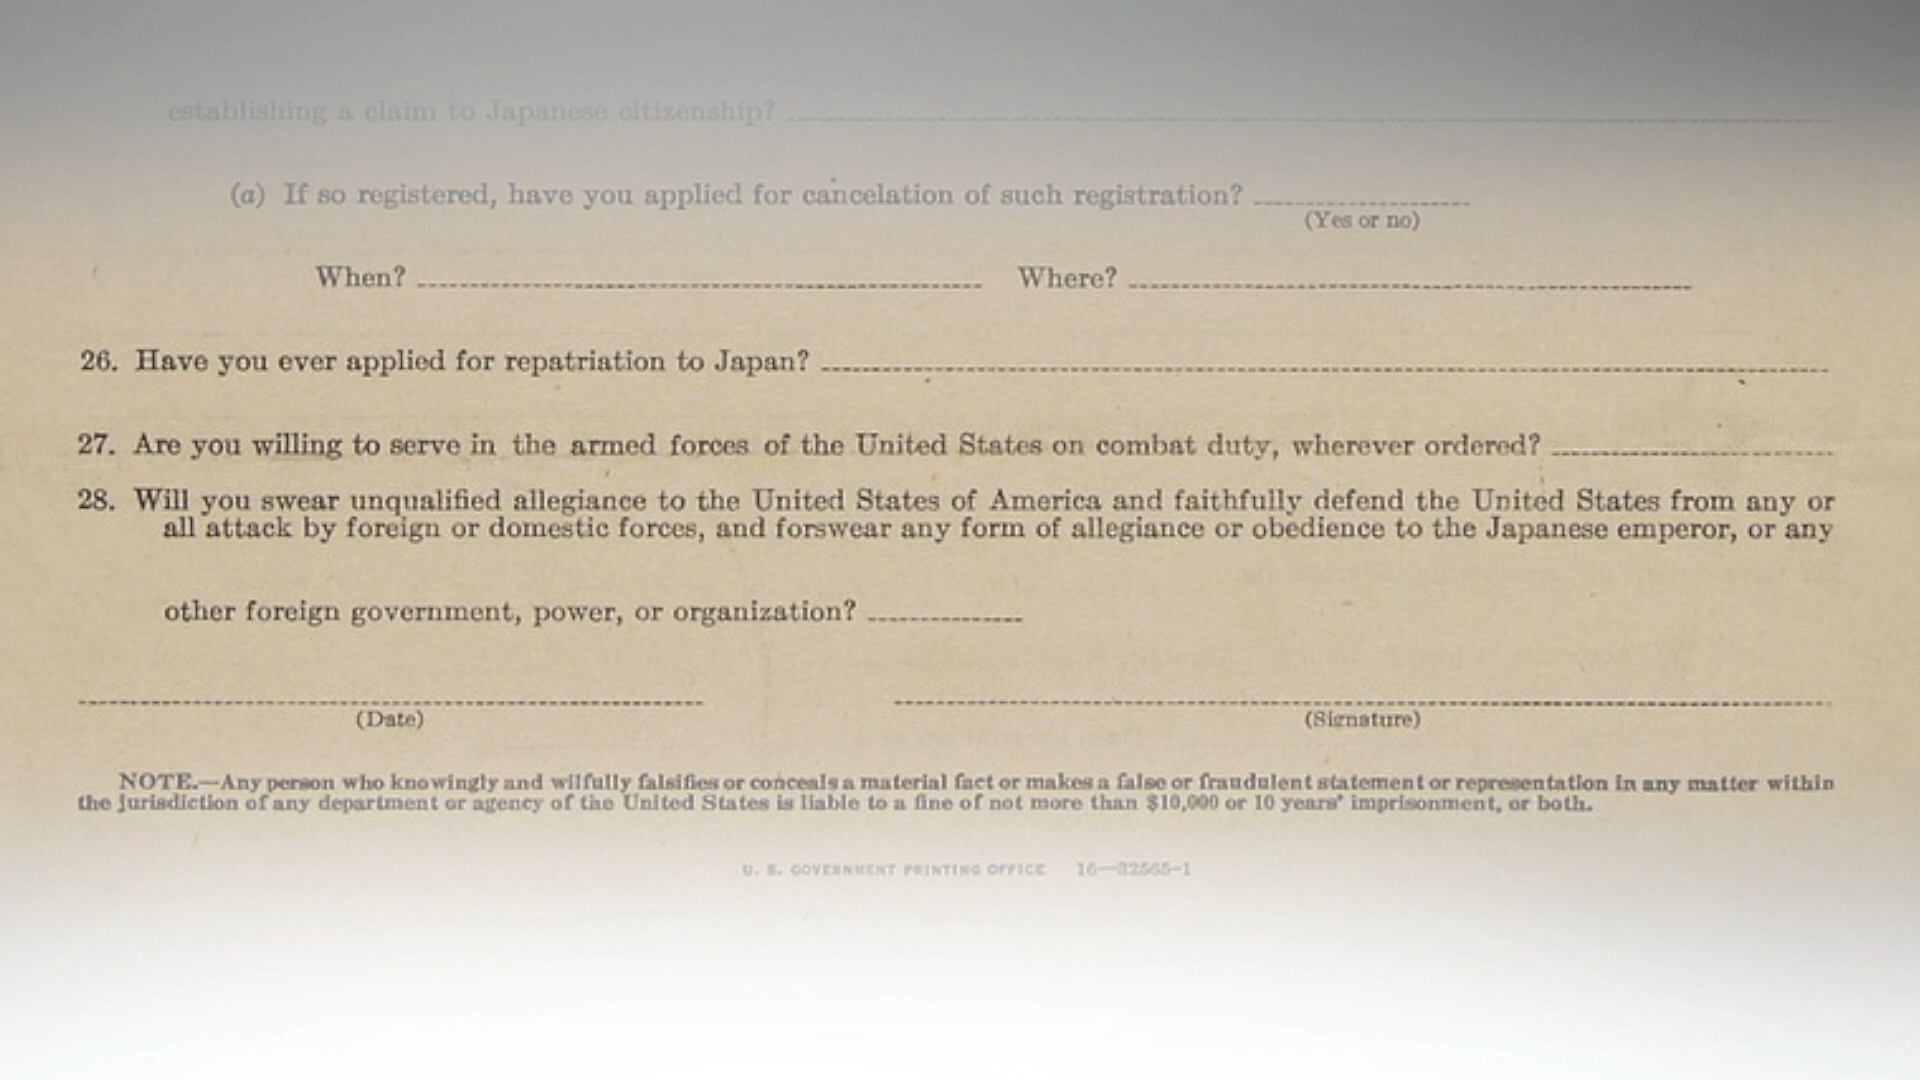 establishing a claim to Japanese citizenship?
(a) If so registered, have you applied for cancelation of such registration?
(Yes or no)
When? Where?
26. Have you ever applied for repatriation to Japan?
27. Are you willing to serve in the armed forces of the United States on combat duty, wherever ordered?
28. Will you swear unqualified allegiance to the United States of America and faithfully defend the United States from any or
all attack by foreign or domestic forces, and forswear any form of allegiance or obedience to the Japanese emperor, or any
other foreign government, power, or organization?
(Date) (Signature)
NOTE.—Any person who knowingly and wilfully falsifies or conceals a material fact or makes a false or fraudulent statement or representation in any matter within
the jurisdiction of any department or agency of the United States is liable to a fine of not more than $10,000 or 10 years' imprisonment, or both.
U. S. GOVERNMENT PRINTING OFFICE 16—32565-1